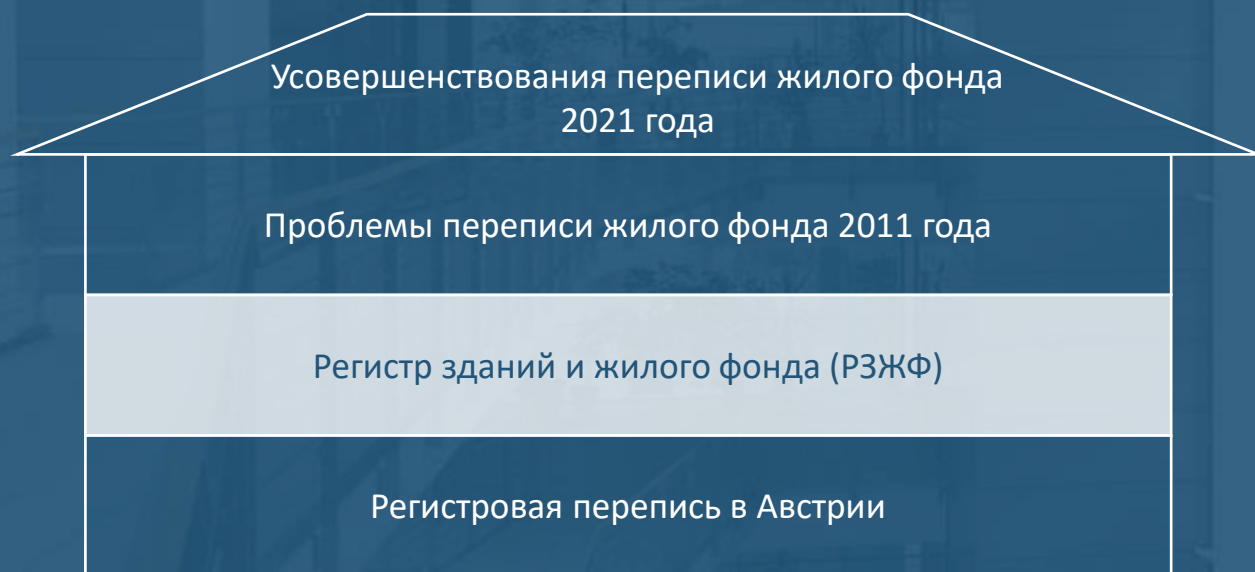 Усовершенствования переписи жилого фонда
2021 года
Проблемы переписи жилого фонда 2011 года
Регистр зданий и жилого фонда (РЗЖФ)
Регистровая перепись в Австрии